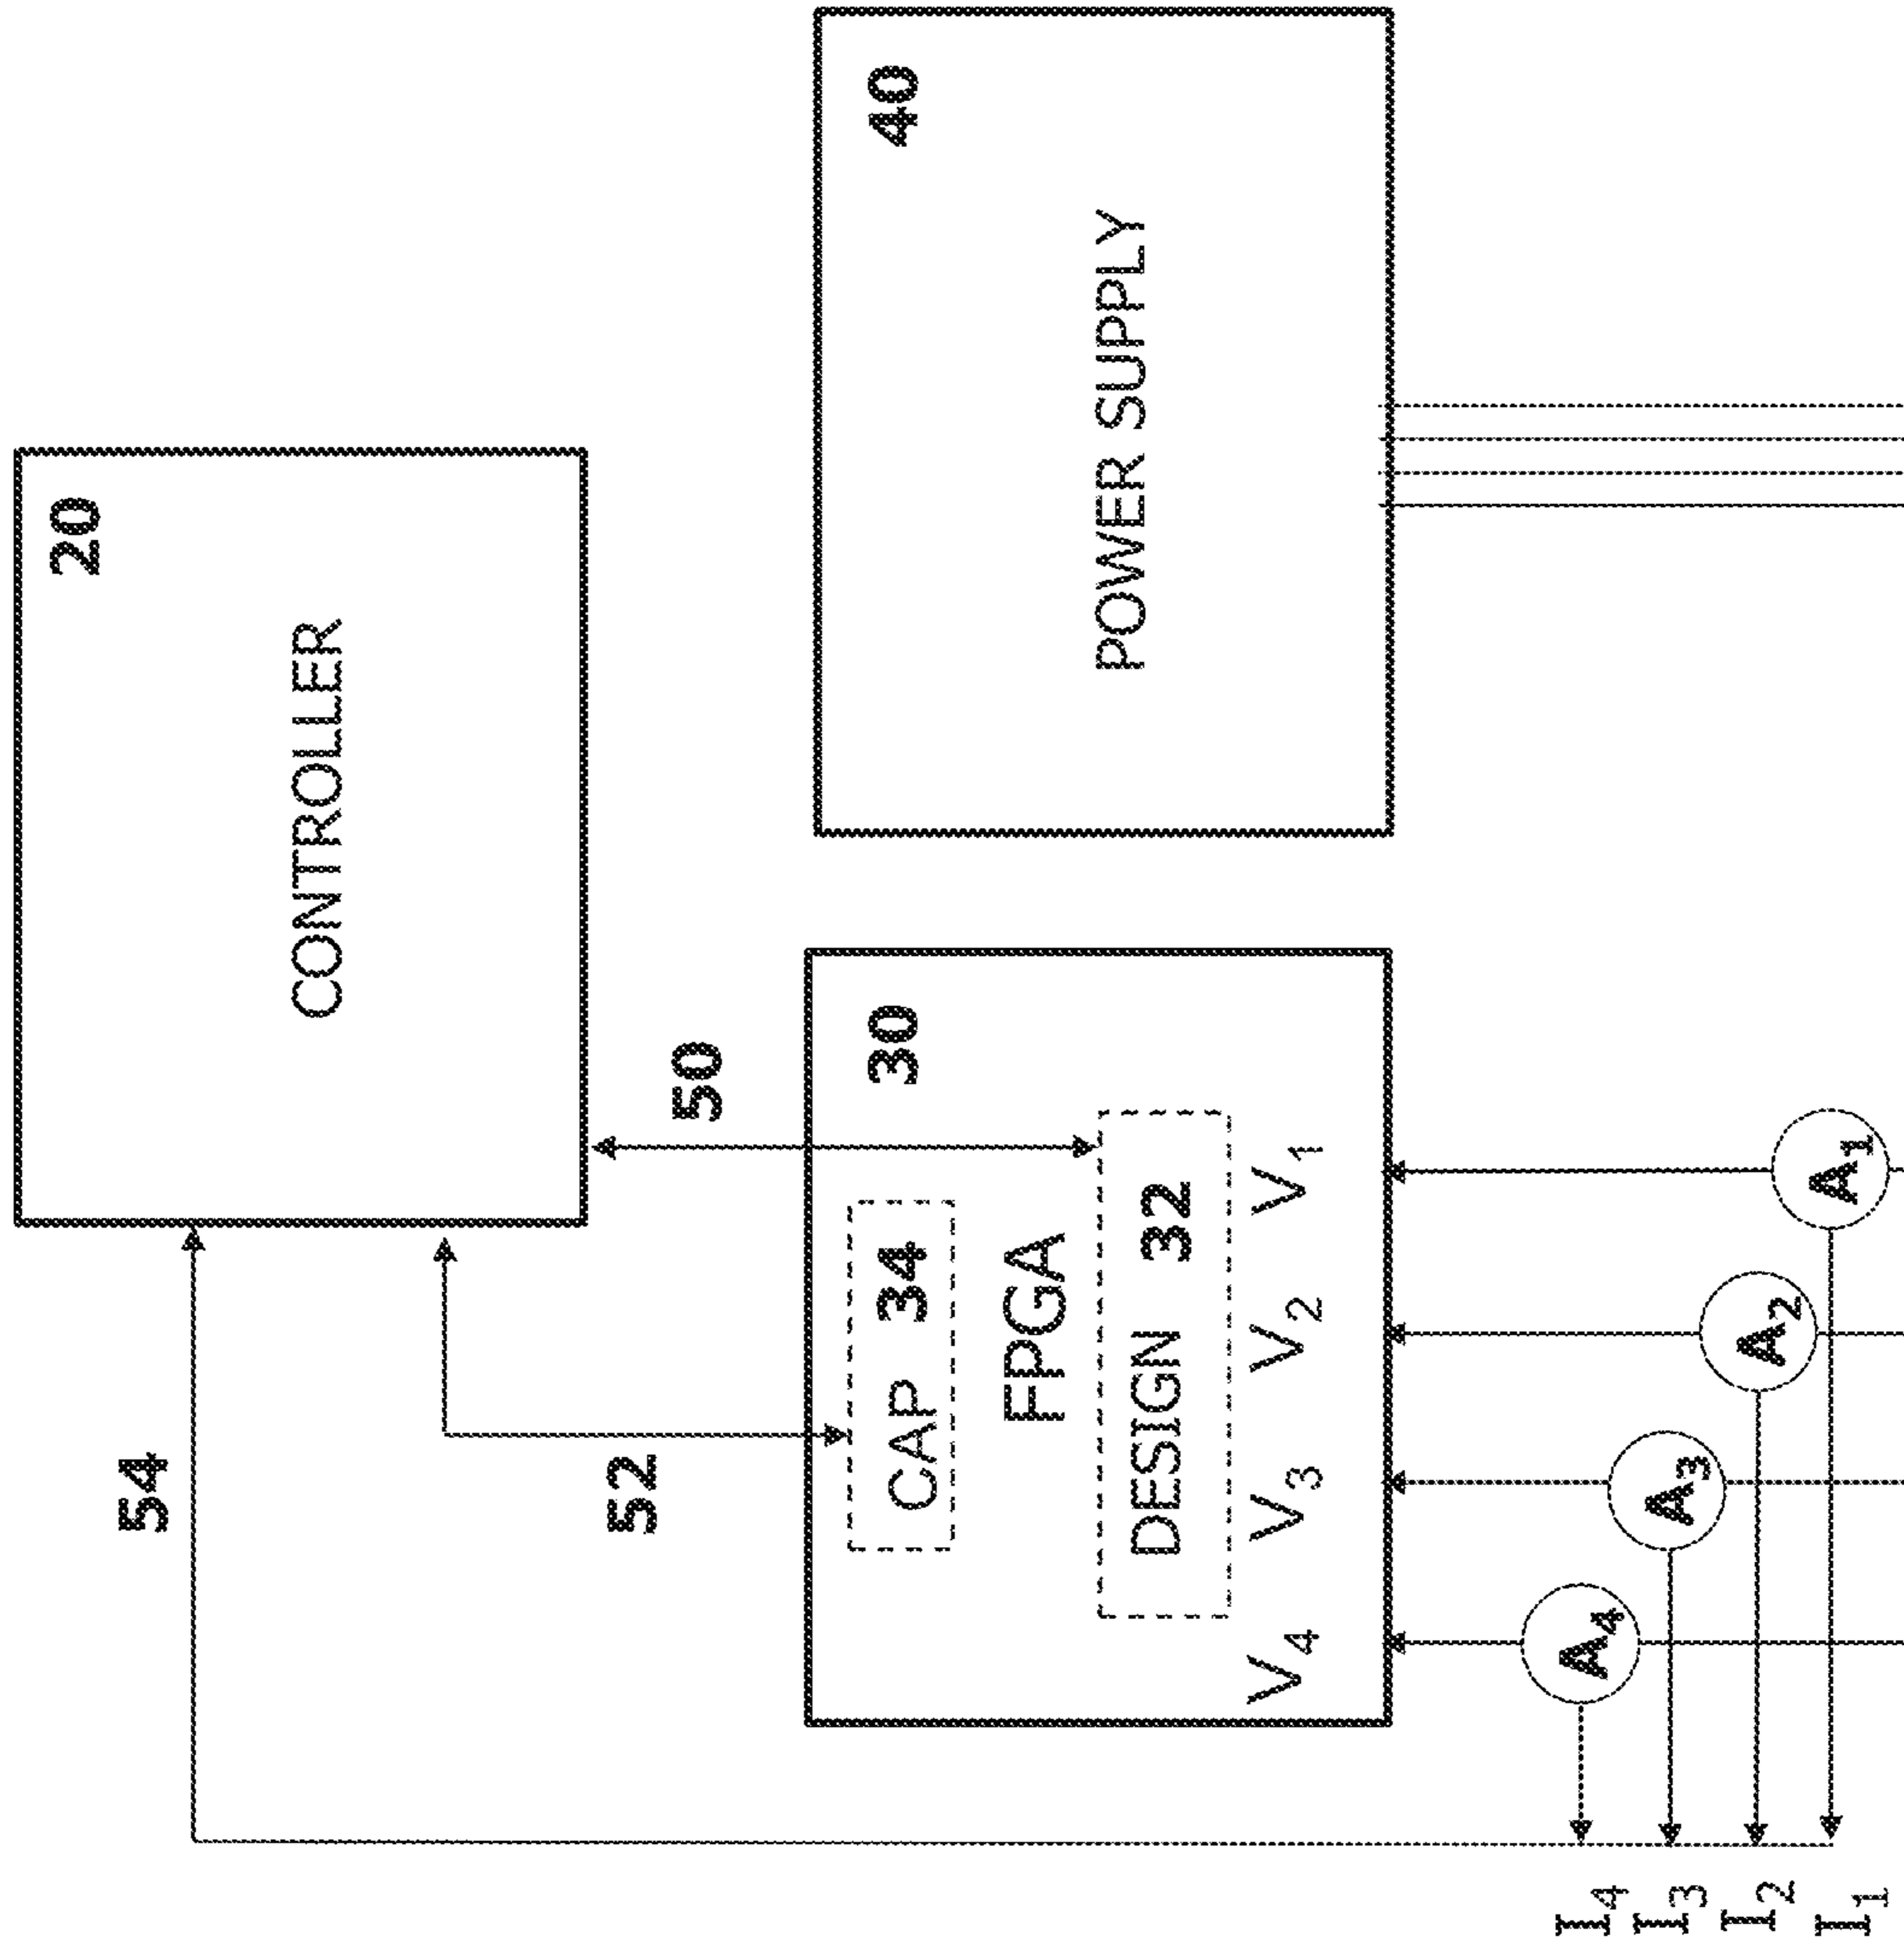 54
20
CONTROLLER
52
50
CAP 34
30
FPGA
DESIGN 32
V4 V3 V2 V1
40
POWER SUPPLY
I4
A4
I3
A3
I2
A2
I1
A1